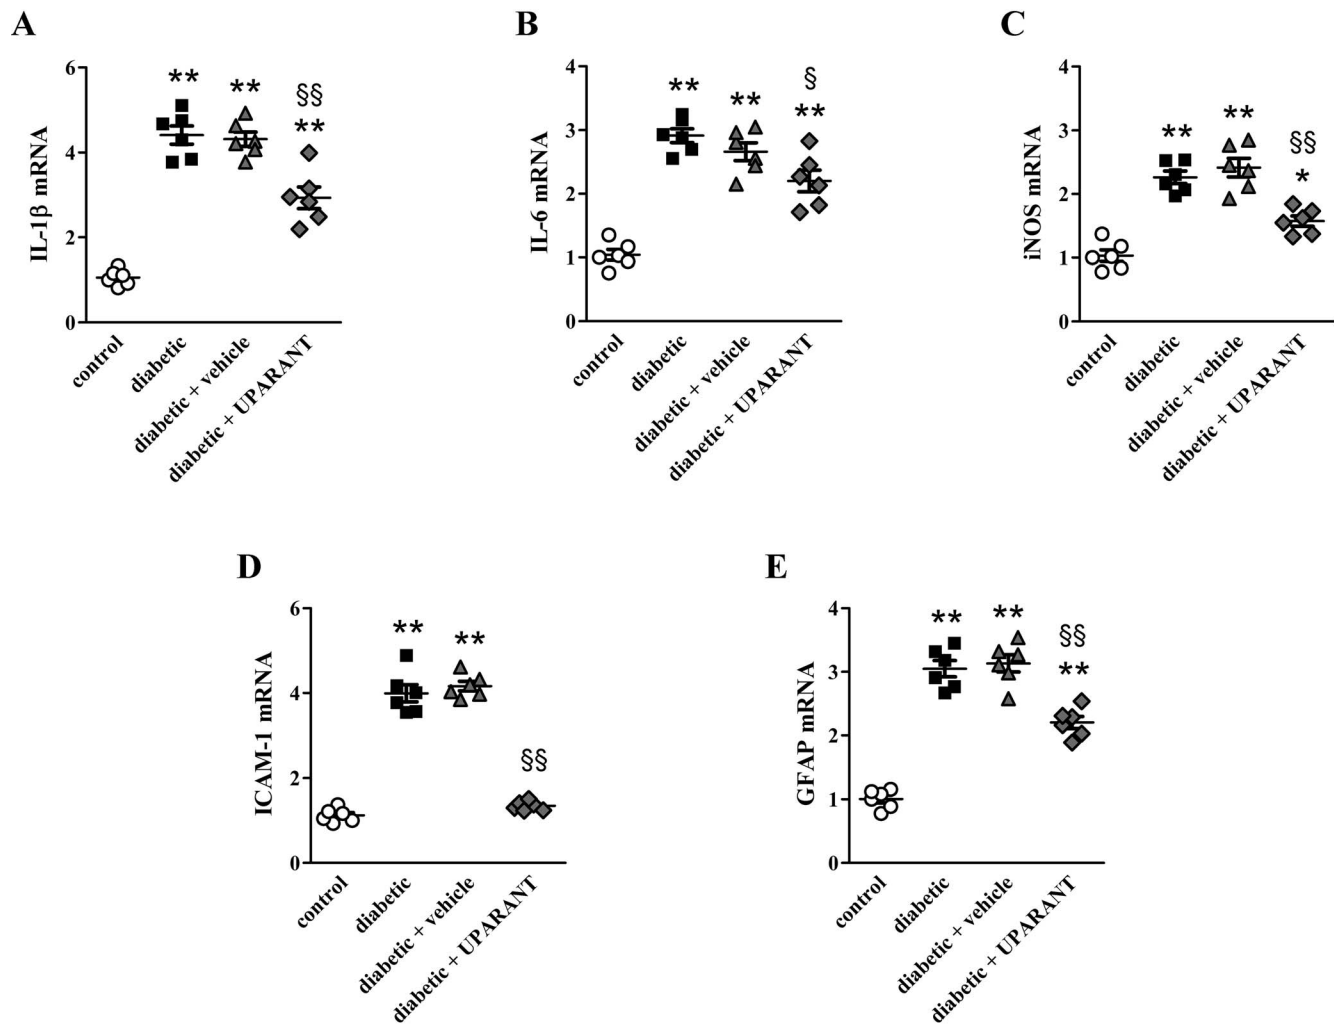 A
IL-1β mRNA
6
4
2
0
**
**
§§
**
control
diabetic
diabetic + vehicle
diabetic + UPARANT
B
IL-6 mRNA
4
3
2
1
0
**
**
§
**
control
diabetic
diabetic + vehicle
diabetic + UPARANT
C
iNOS mRNA
4
3
2
1
0
**
**
§§
*
control
diabetic
diabetic + vehicle
diabetic + UPARANT
D
ICAM-1 mRNA
6
4
2
0
**
**
§§
control
diabetic
diabetic + vehicle
diabetic + UPARANT
E
GFAP mRNA
4
3
2
1
0
**
**
§§
**
control
diabetic
diabetic + vehicle
diabetic + UPARANT